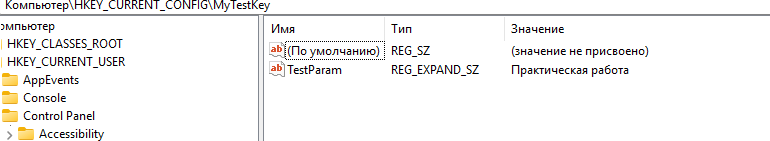 Компьютер\HKEY_CURRENT_CONFIG\MyTestKey
омпьютер
HKEY_CLASSES_ROOT
HKEY_CURRENT_USER
AppEvents
Console
Control Panel
Accessibility
Имя Тип Значение
(По умолчанию) REG_SZ (значение не присвоено)
TestParam REG_EXPAND_SZ Практическая работа